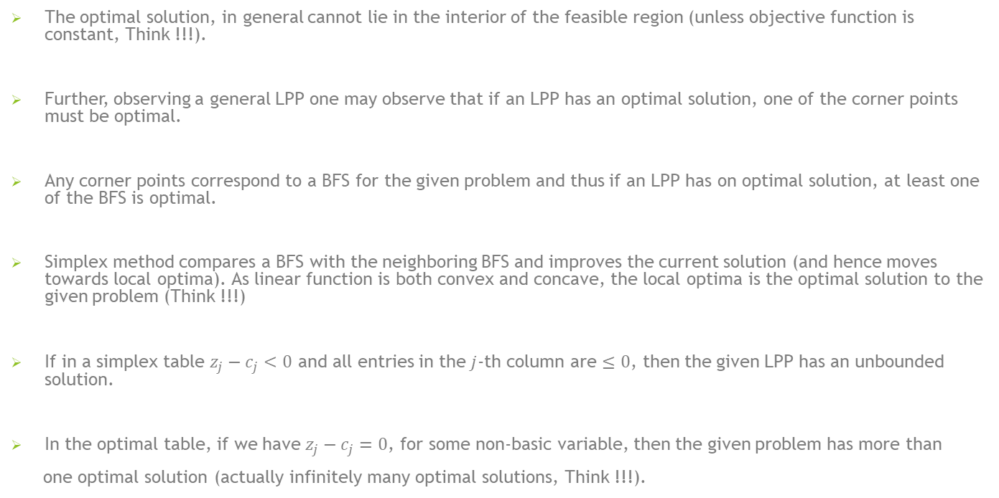 ➢ The optimal solution, in general cannot lie in the interior of the feasible region (unless objective function is
constant, Think !!!).
➢ Further, observing a general LPP one may observe that if an LPP has an optimal solution, one of the corner points
must be optimal.
➢ Any corner points correspond to a BFS for the given problem and thus if an LPP has on optimal solution, at least one
of the BFS is optimal.
➢ Simplex method compares a BFS with the neighboring BFS and improves the current solution (and hence moves
towards local optima). As linear function is both convex and concave, the local optima is the optimal solution to the
given problem (Think !!!)
➢ If in a simplex table $z_j - c_j < 0$ and all entries in the $j$-th column are $\leq 0$, then the given LPP has an unbounded
solution.
➢ In the optimal table, if we have $z_j - c_j = 0$, for some non-basic variable, then the given problem has more than
one optimal solution (actually infinitely many optimal solutions, Think !!!).